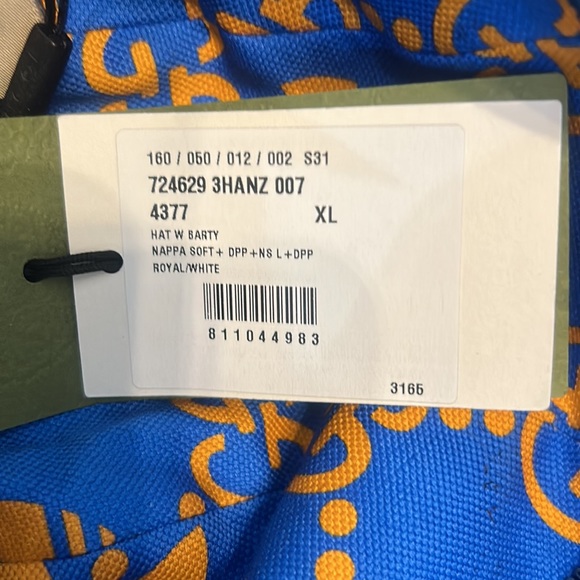 160 / 050 / 012 / 002 S31
724629 3HANZ 007
4377 XL
HAT W BARTY
NAPPA SOFT+ DPP+NS L+DPP
ROYAL/WHITE
811044983
3165